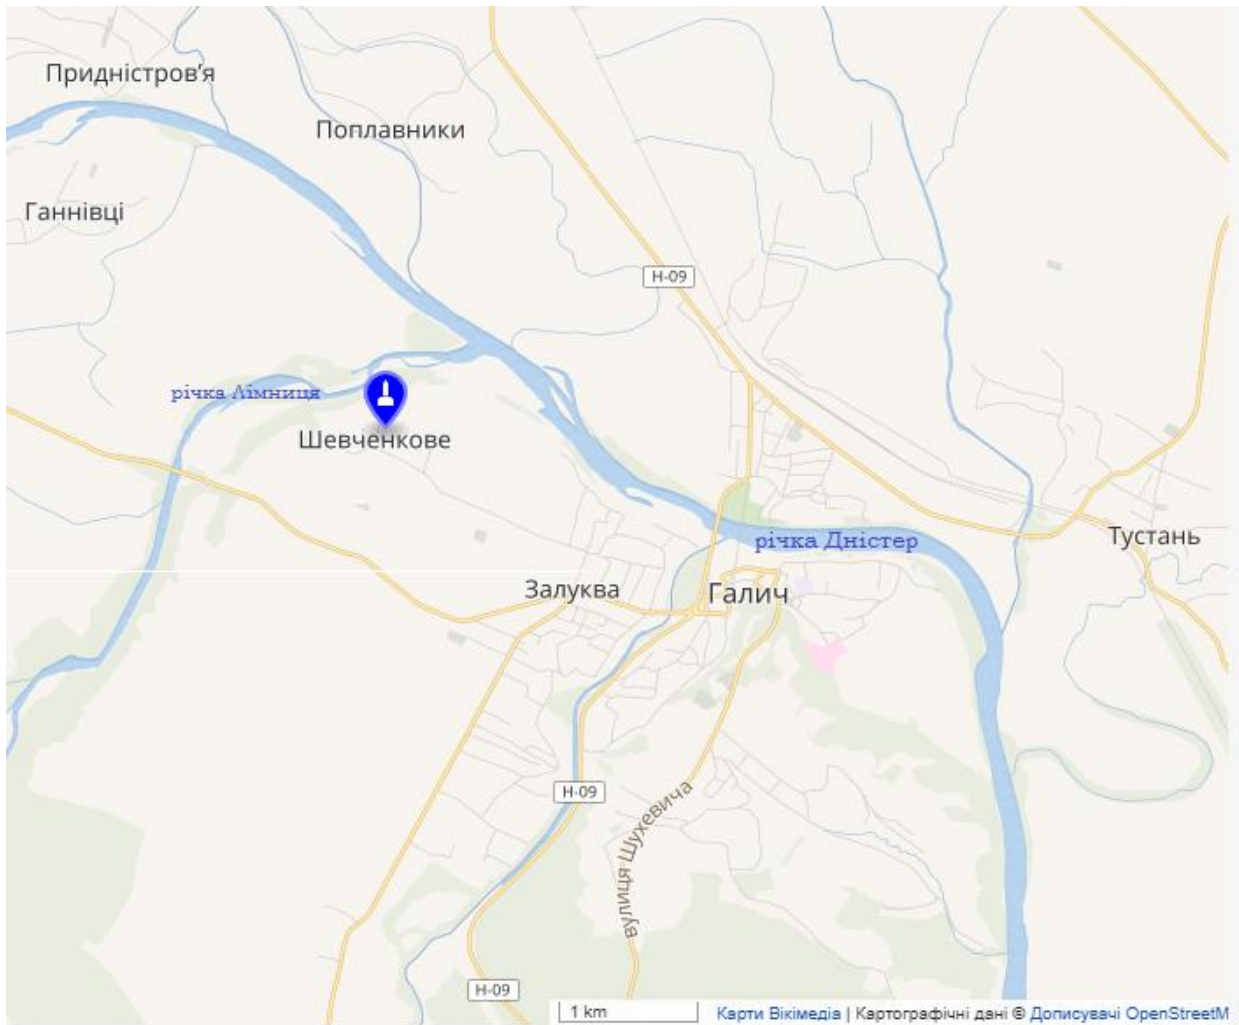 Придністров’я
Поплавники
Ганнівці
Н-09
річка Лімниця
Шевченкове
річка Дністер
Тустань
Залуква
Галич
Н-09
вулиця Шухевича
Н-09
1 km
Карти Вікімедіа | Картографічні дані © Дописувачі OpenStreetM